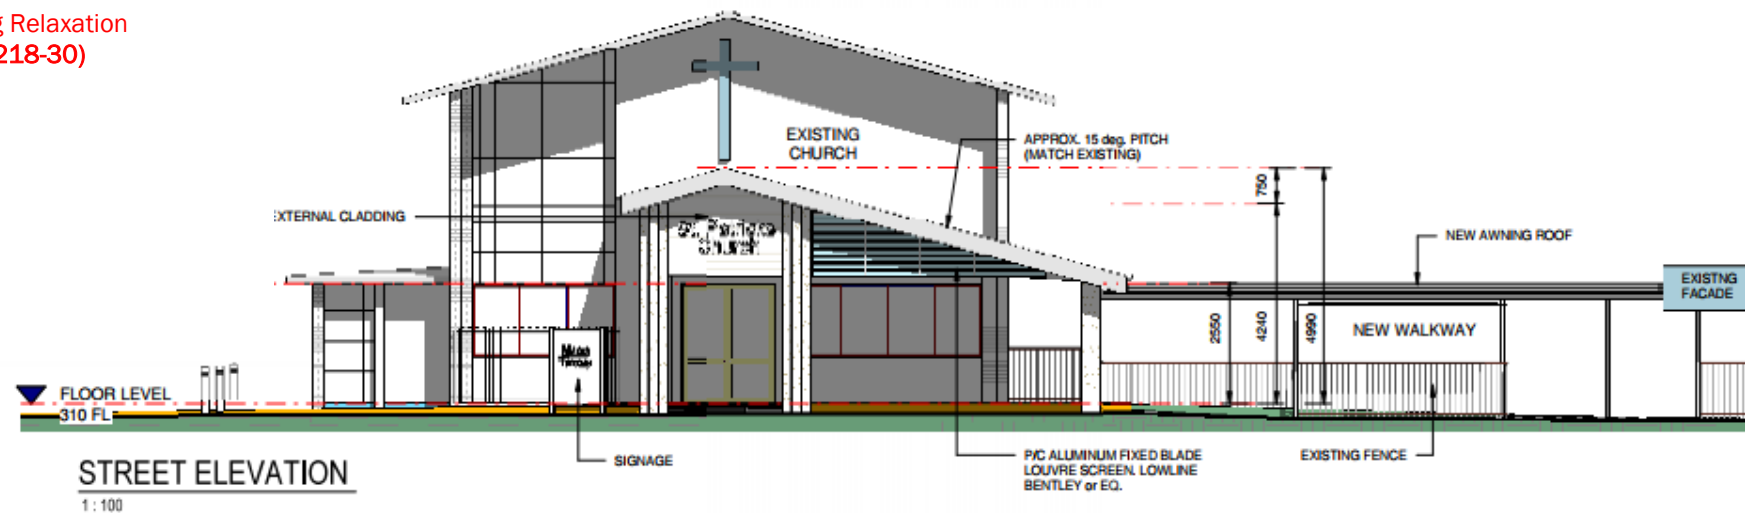 g Relaxation
218-30)
EXISTING
CHURCH
APPROX. 15 deg. PITCH
(MATCH EXISTING)
750
EXTERNAL CLADDING
NEW AWNING ROOF
EXISTNG
FACADE
2550
4240
4990
NEW WALKWAY
FLOOR LEVEL
310 FL
SIGNAGE
P/C ALUMINUM FIXED BLADE
LOUVRE SCREEN. LOWLINE
BENTLEY or EQ.
EXISTING FENCE
STREET ELEVATION
1 : 100